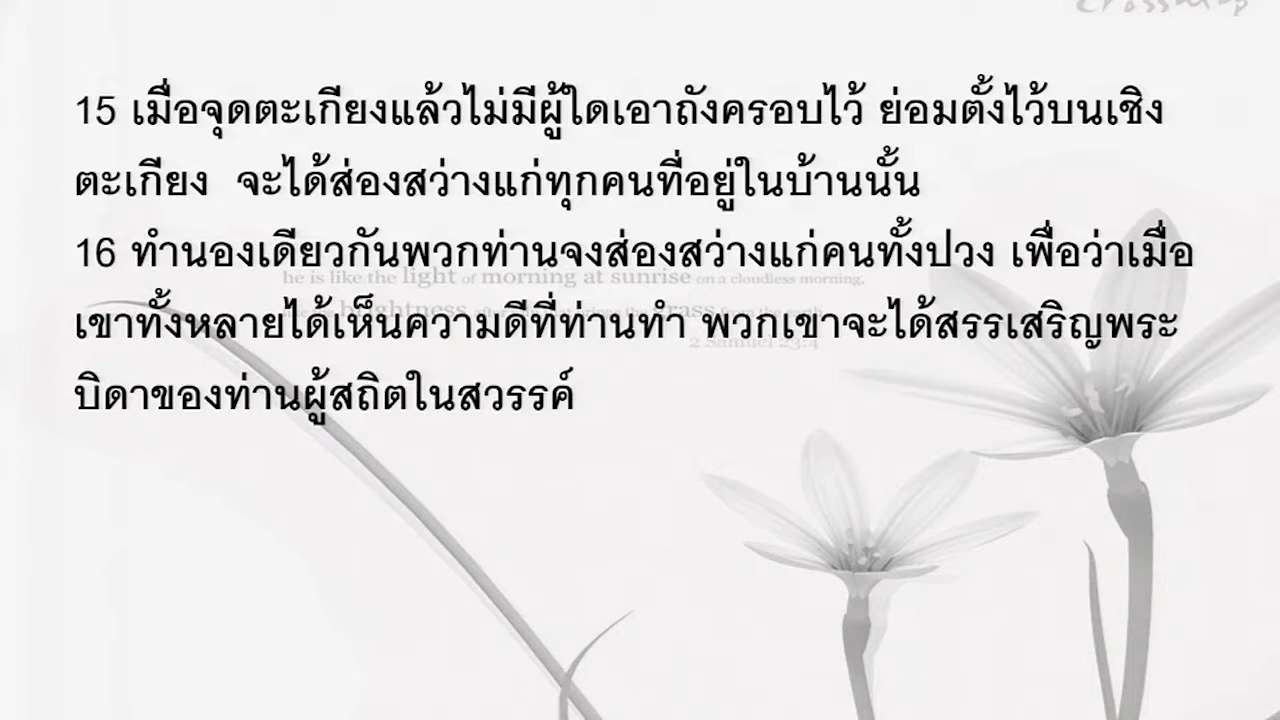 15 เมื่อจุดตะเกียงแล้วไม่มีผู้ใดเอาถังครอบไว้ ย่อมตั้งไว้บนเชิง
ตะเกียง จะได้ส่องสว่างแก่ทุกคนที่อยู่ในบ้านนั้น
16 ทำนองเดียวกันพวกท่านจงส่องสว่างแก่คนทั้งปวง เพื่อว่าเมื่อ
he is like the light of morning at sunrise on a cloudless morning,
เขาทั้งหลายได้เห็นความดีที่ท่านทำ พวกเขาจะได้สรรเสริญพระ
brightness
2 Samuel 23:4
บิดาของท่านผู้สถิตในสวรรค์